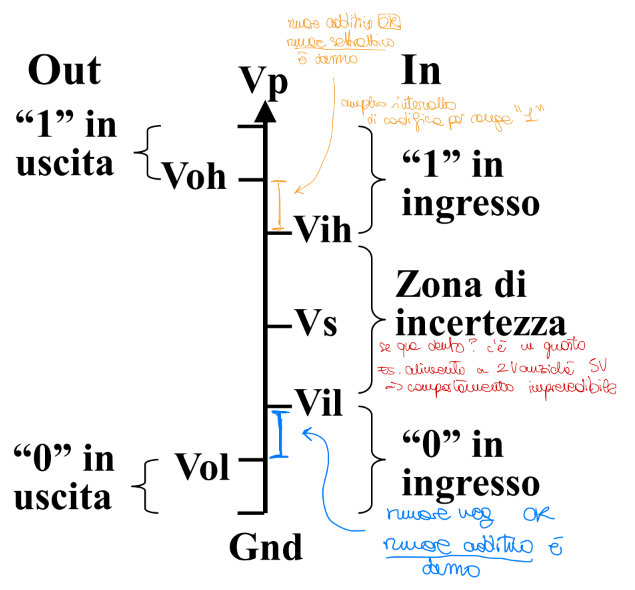 rumore additivo OK
rumore sottrattivo
è danno
Out
Vp
In
amplio intervallo
di codifica per range "1"
“1” in
uscita
Voh
“1” in
ingresso
Vih
Zona di
incertezza
Vs
se qua dentro? c'è un guasto
es. alimento a 2V anziché 5V
=> comportamento imprevedibile
Vil
“0” in
uscita
Vol
“0” in
ingresso
rumore neg OK
rumore additivo è
danno
Gnd